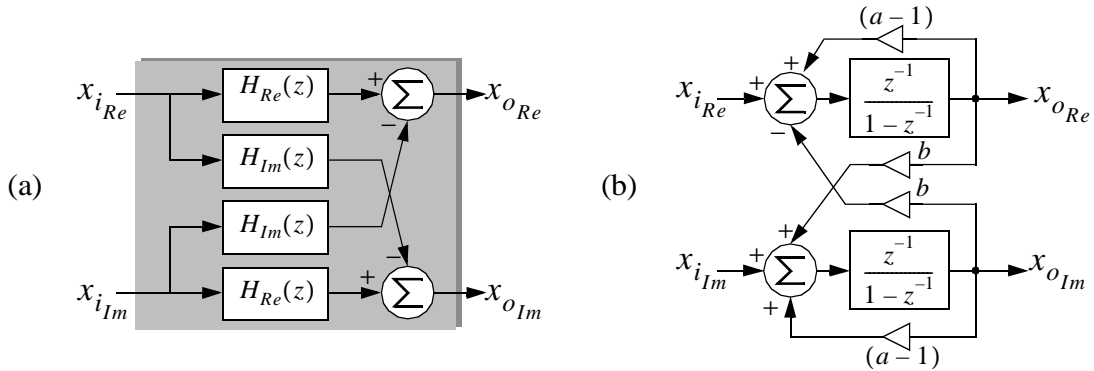 (a)
x_{i_{Re}}
H_{Re}(z)
+
Σ
x_{o_{Re}}
−
H_{Im}(z)
H_{Im}(z)
−
x_{i_{Im}}
H_{Re}(z)
+
Σ
x_{o_{Im}}
(b)
(a – 1)
x_{i_{Re}}
+
+
Σ
−
z^{–1}
1 – z^{–1}
x_{o_{Re}}
b
b
x_{i_{Im}}
+
+
Σ
+
z^{–1}
1 – z^{–1}
x_{o_{Im}}
(a – 1)